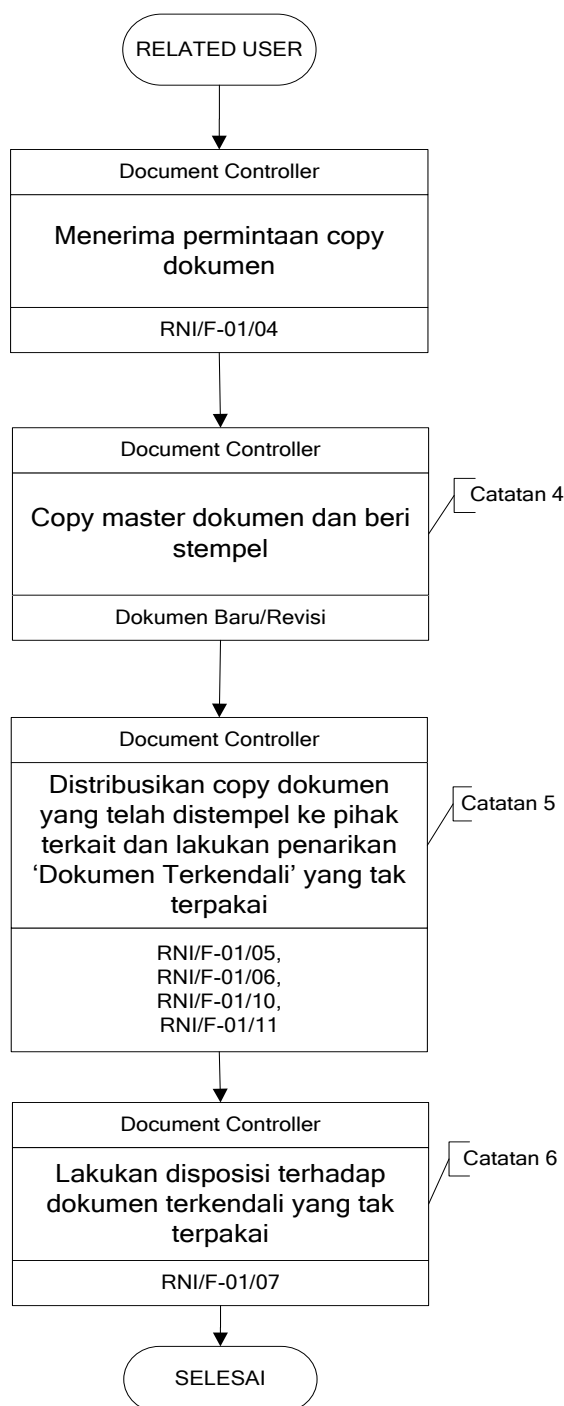 RELATED USER
Document Controller
Menerima permintaan copy
dokumen
RNI/F-01/04
Document Controller
Copy master dokumen dan beri
stempel
Catatan 4
Dokumen Baru/Revisi
Document Controller
Distribusikan copy dokumen
yang telah distempel ke pihak
terkait dan lakukan penarikan
‘Dokumen Terkendali’ yang tak
terpakai
Catatan 5
RNI/F-01/05,
RNI/F-01/06,
RNI/F-01/10,
RNI/F-01/11
Document Controller
Lakukan disposisi terhadap
dokumen terkendali yang tak
terpakai
Catatan 6
RNI/F-01/07
SELESAI